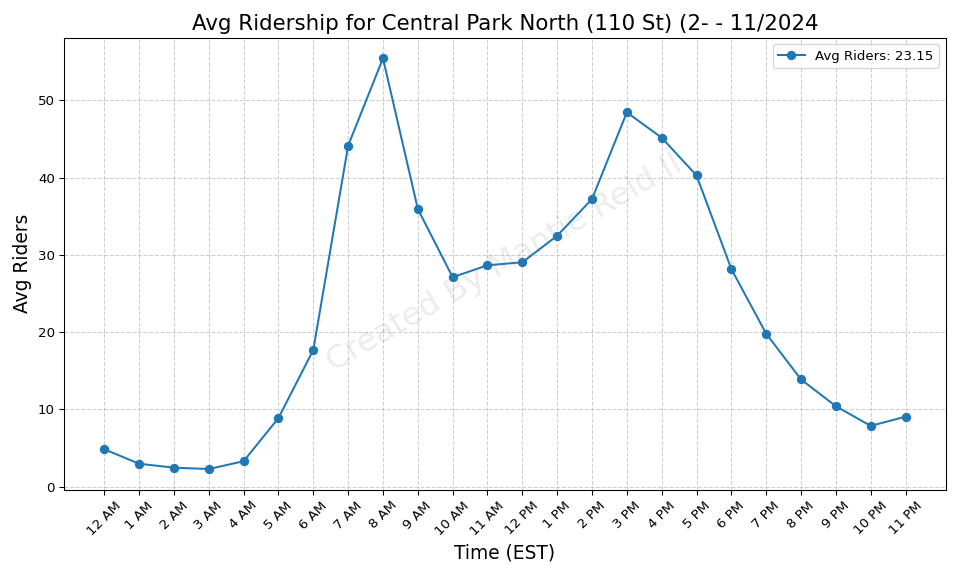 Avg Ridership for Central Park North (110 St) (2- - 11/2024
Avg Riders: 23.15
Avg Riders
50
40
30
20
10
0
Created By Mantie Reid II
12 AM
1 AM
2 AM
3 AM
4 AM
5 AM
6 AM
7 AM
8 AM
9 AM
10 AM
11 AM
12 PM
1 PM
2 PM
3 PM
4 PM
5 PM
6 PM
7 PM
8 PM
9 PM
10 PM
11 PM
Time (EST)